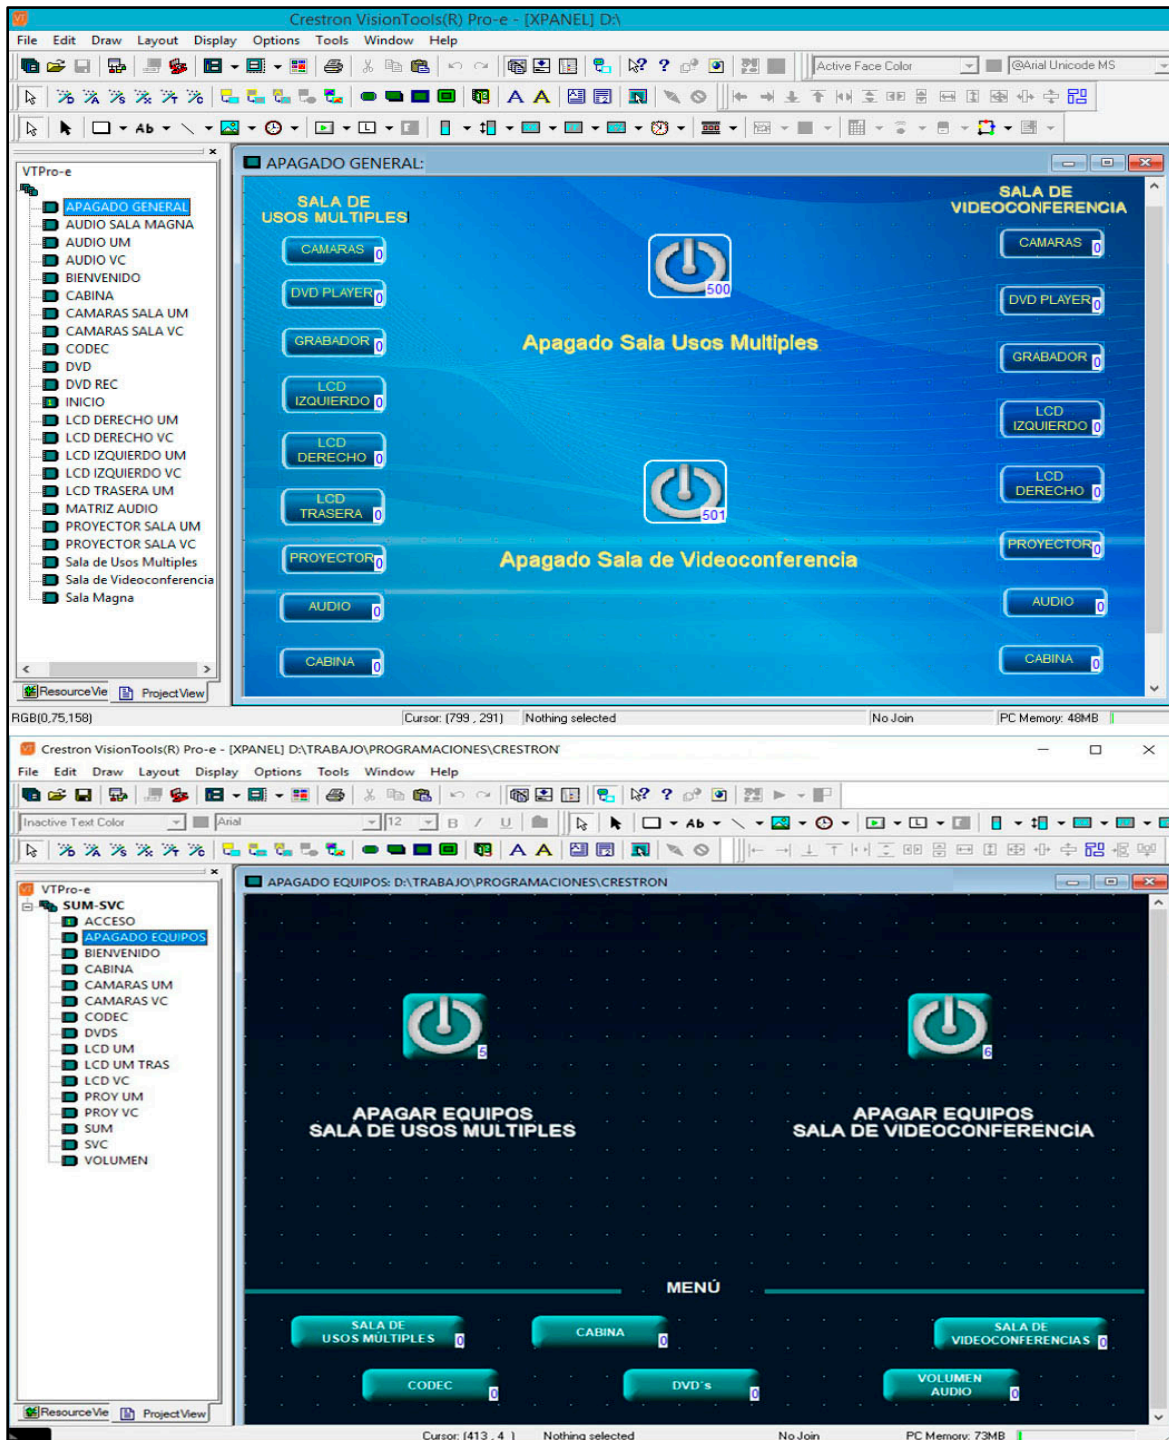 Crestron VisionTools(R) Pro-e - [XPANEL] D:\
File Edit Draw Layout Display Options Tools Window Help
Active Face Color @Arial Unicode MS
VTPro-e
APAGADO GENERAL
AUDIO SALA MAGNA
AUDIO UM
AUDIO VC
BIENVENIDO
CABINA
CAMARAS SALA UM
CAMARAS SALA VC
CODEC
DVD
DVD REC
INICIO
LCD DERECHO UM
LCD DERECHO VC
LCD IZQUIERDO UM
LCD IZQUIERDO VC
LCD TRASERA UM
MATRIZ AUDIO
PROYECTOR SALA UM
PROYECTOR SALA VC
Sala de Usos Multiples
Sala de Videoconferencia
Sala Magna
ResourceVie ProjectView
APAGADO GENERAL:
SALA DE
USOS MULTIPLES
CAMARAS 0
DVD PLAYER 0
GRABADOR 0
LCD
IZQUIERDO 0
LCD
DERECHO 0
LCD
TRASERA 0
PROYECTOR 0
AUDIO 0
CABINA 0
500
Apagado Sala Usos Multiples
501
Apagado Sala de Videoconferencia
SALA DE
VIDEOCONFERENCIA
CAMARAS 0
DVD PLAYER 0
GRABADOR 0
LCD
IZQUIERDO 0
LCD
DERECHO 0
PROYECTOR 0
AUDIO 0
CABINA 0
RGB(0,75,158) Cursor: (799 , 291) Nothing selected No Join PC Memory: 48MB
Crestron VisionTools(R) Pro-e - [XPANEL] D:\TRABAJO\PROGRAMACIONES\CRESTRON
File Edit Draw Layout Display Options Tools Window Help
Inactive Text Color Arial 12 B I U
VTPro-e
SUM-SVC
ACCESO
APAGADO EQUIPOS
BIENVENIDO
CABINA
CAMARAS UM
CAMARAS VC
CODEC
DVDS
LCD UM
LCD UM TRAS
LCD VC
PROY UM
PROY VC
SUM
SVC
VOLUMEN
ResourceVie ProjectView
APAGADO EQUIPOS: D:\TRABAJO\PROGRAMACIONES\CRESTRON
5
APAGAR EQUIPOS
SALA DE USOS MULTIPLES
6
APAGAR EQUIPOS
SALA DE VIDEOCONFERENCIA
MENÚ
SALA DE
USOS MÚLTIPLES 0
CABINA 0
SALA DE
VIDEOCONFERENCIAS 0
CODEC 0
DVD´s 0
VOLUMEN
AUDIO 0
Cursor: (413 , 4 ) Nothing selected No Join PC Memory: 73MB